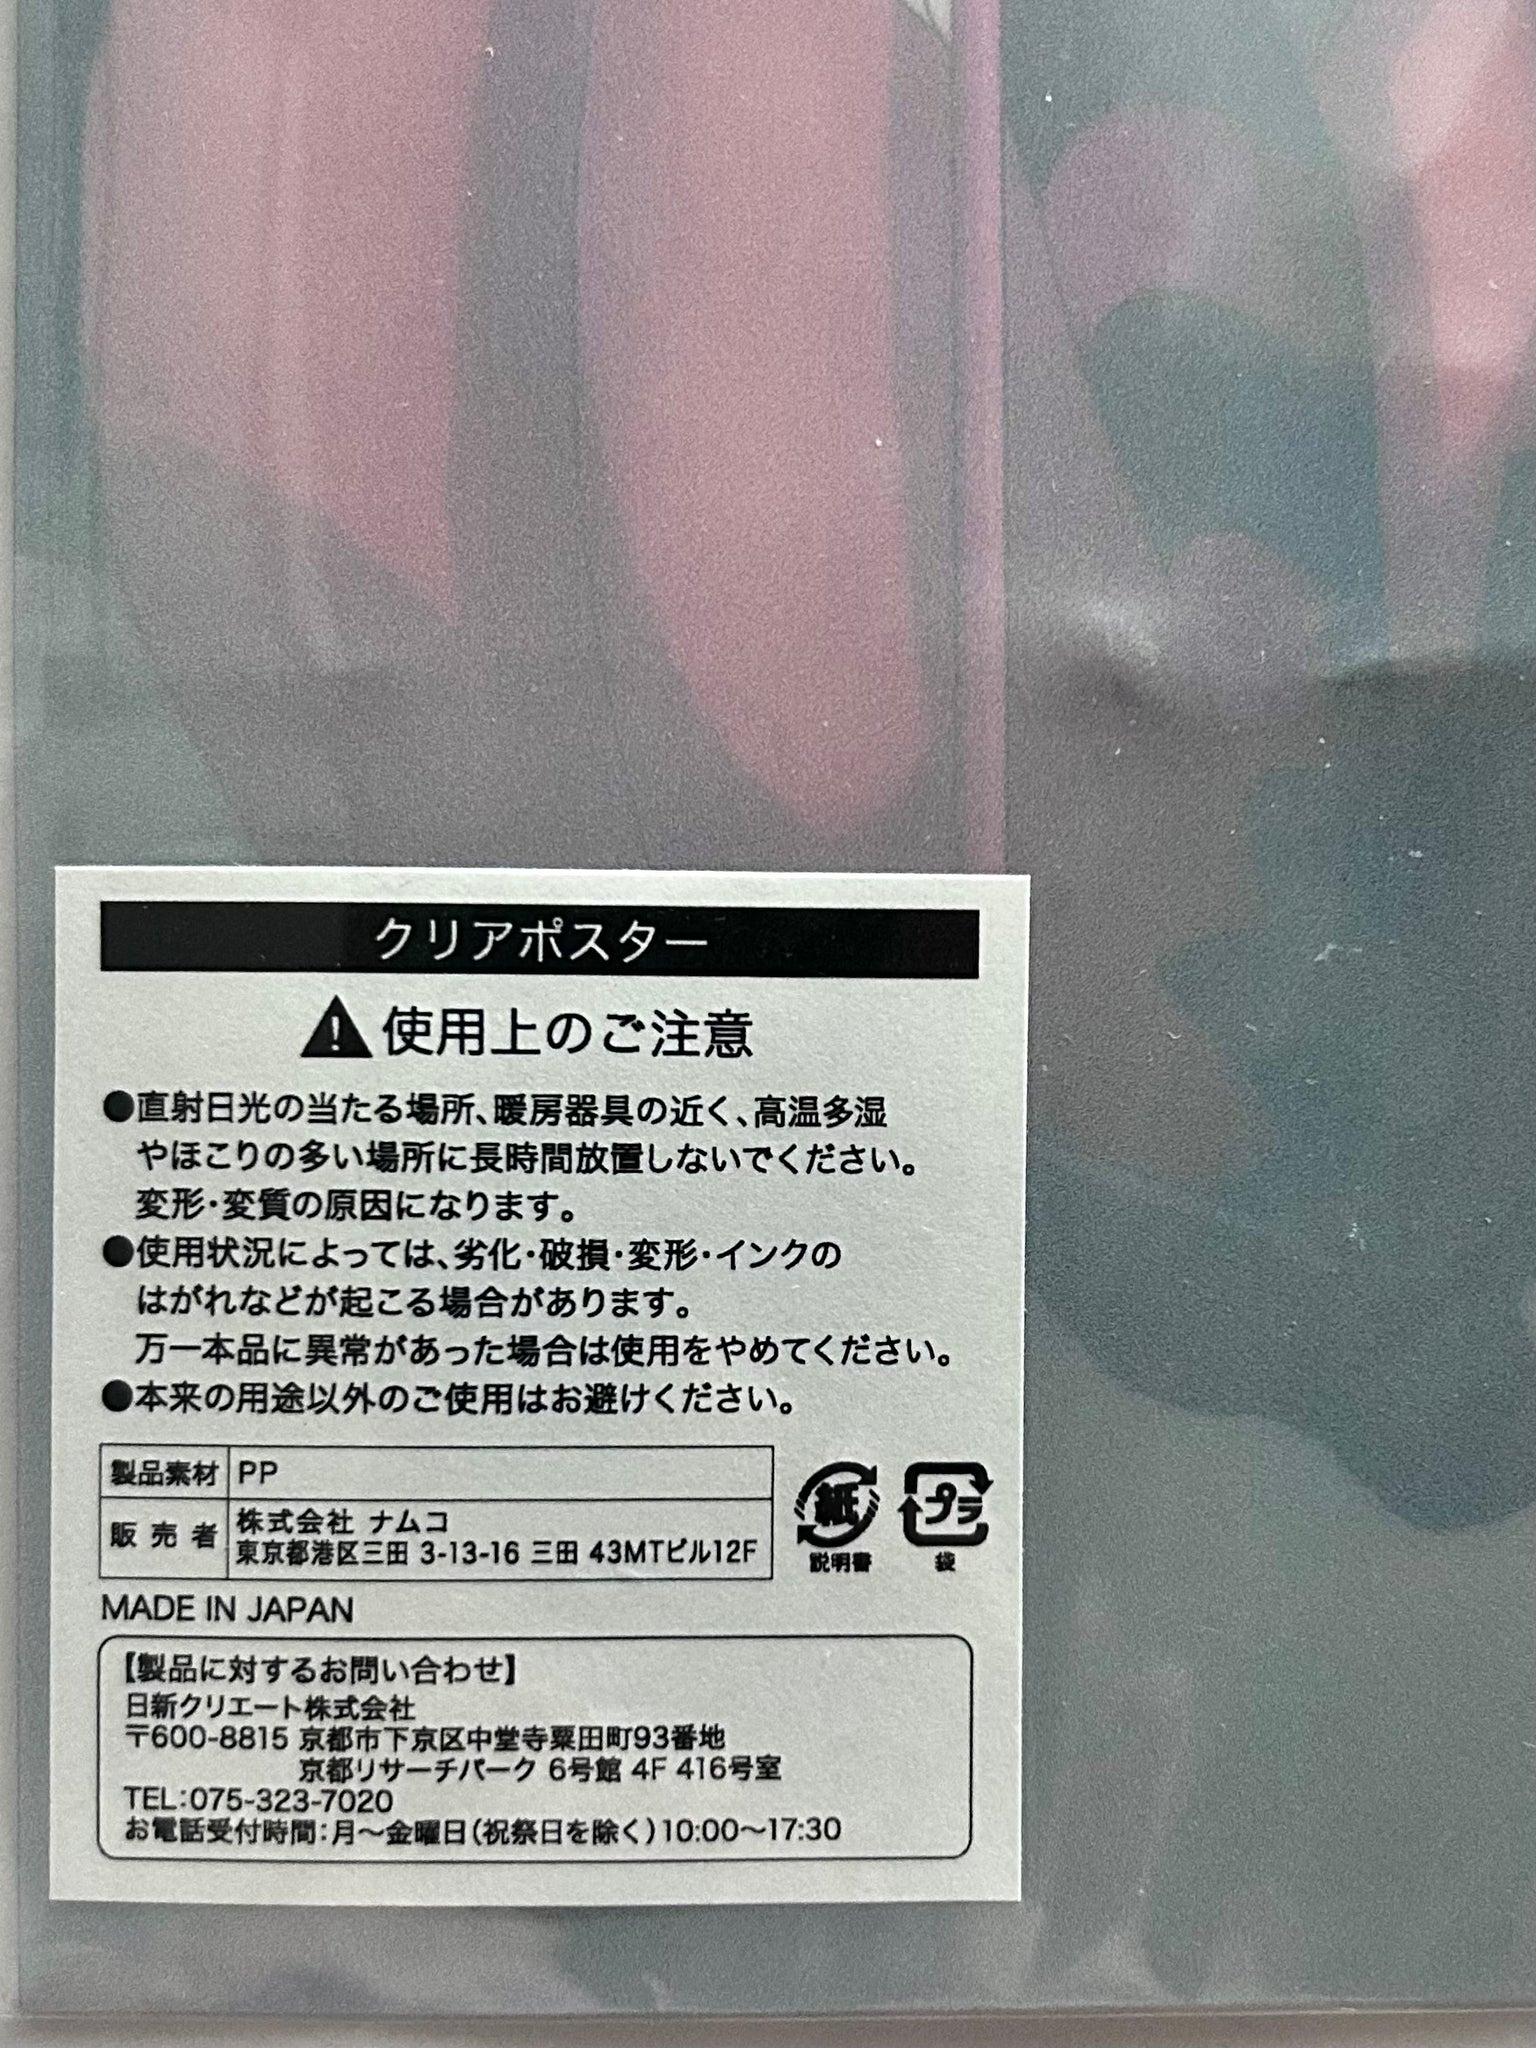 クリアポスター
使用上のご注意
●直射日光の当たる場所、暖房器具の近く、高温多湿
やほこりの多い場所に長時間放置しないでください。
変形・変質の原因になります。
●使用状況によっては、劣化・破損・変形・インクの
はがれなどが起こる場合があります。
万一本品に異常があった場合は使用をやめてください。
●本来の用途以外のご使用はお避けください。
製品素材 PP
販売者 株式会社 ナムコ
東京都港区三田 3-13-16 三田 43MTビル12F
紙 プラ
説明書 袋
MADE IN JAPAN
【製品に対するお問い合わせ】
日新クリエート株式会社
〒600-8815 京都市下京区中堂寺粟田町93番地
京都リサーチパーク 6号館 4F 416号室
TEL:075-323-7020
お電話受付時間:月〜金曜日(祝祭日を除く)10:00〜17:30